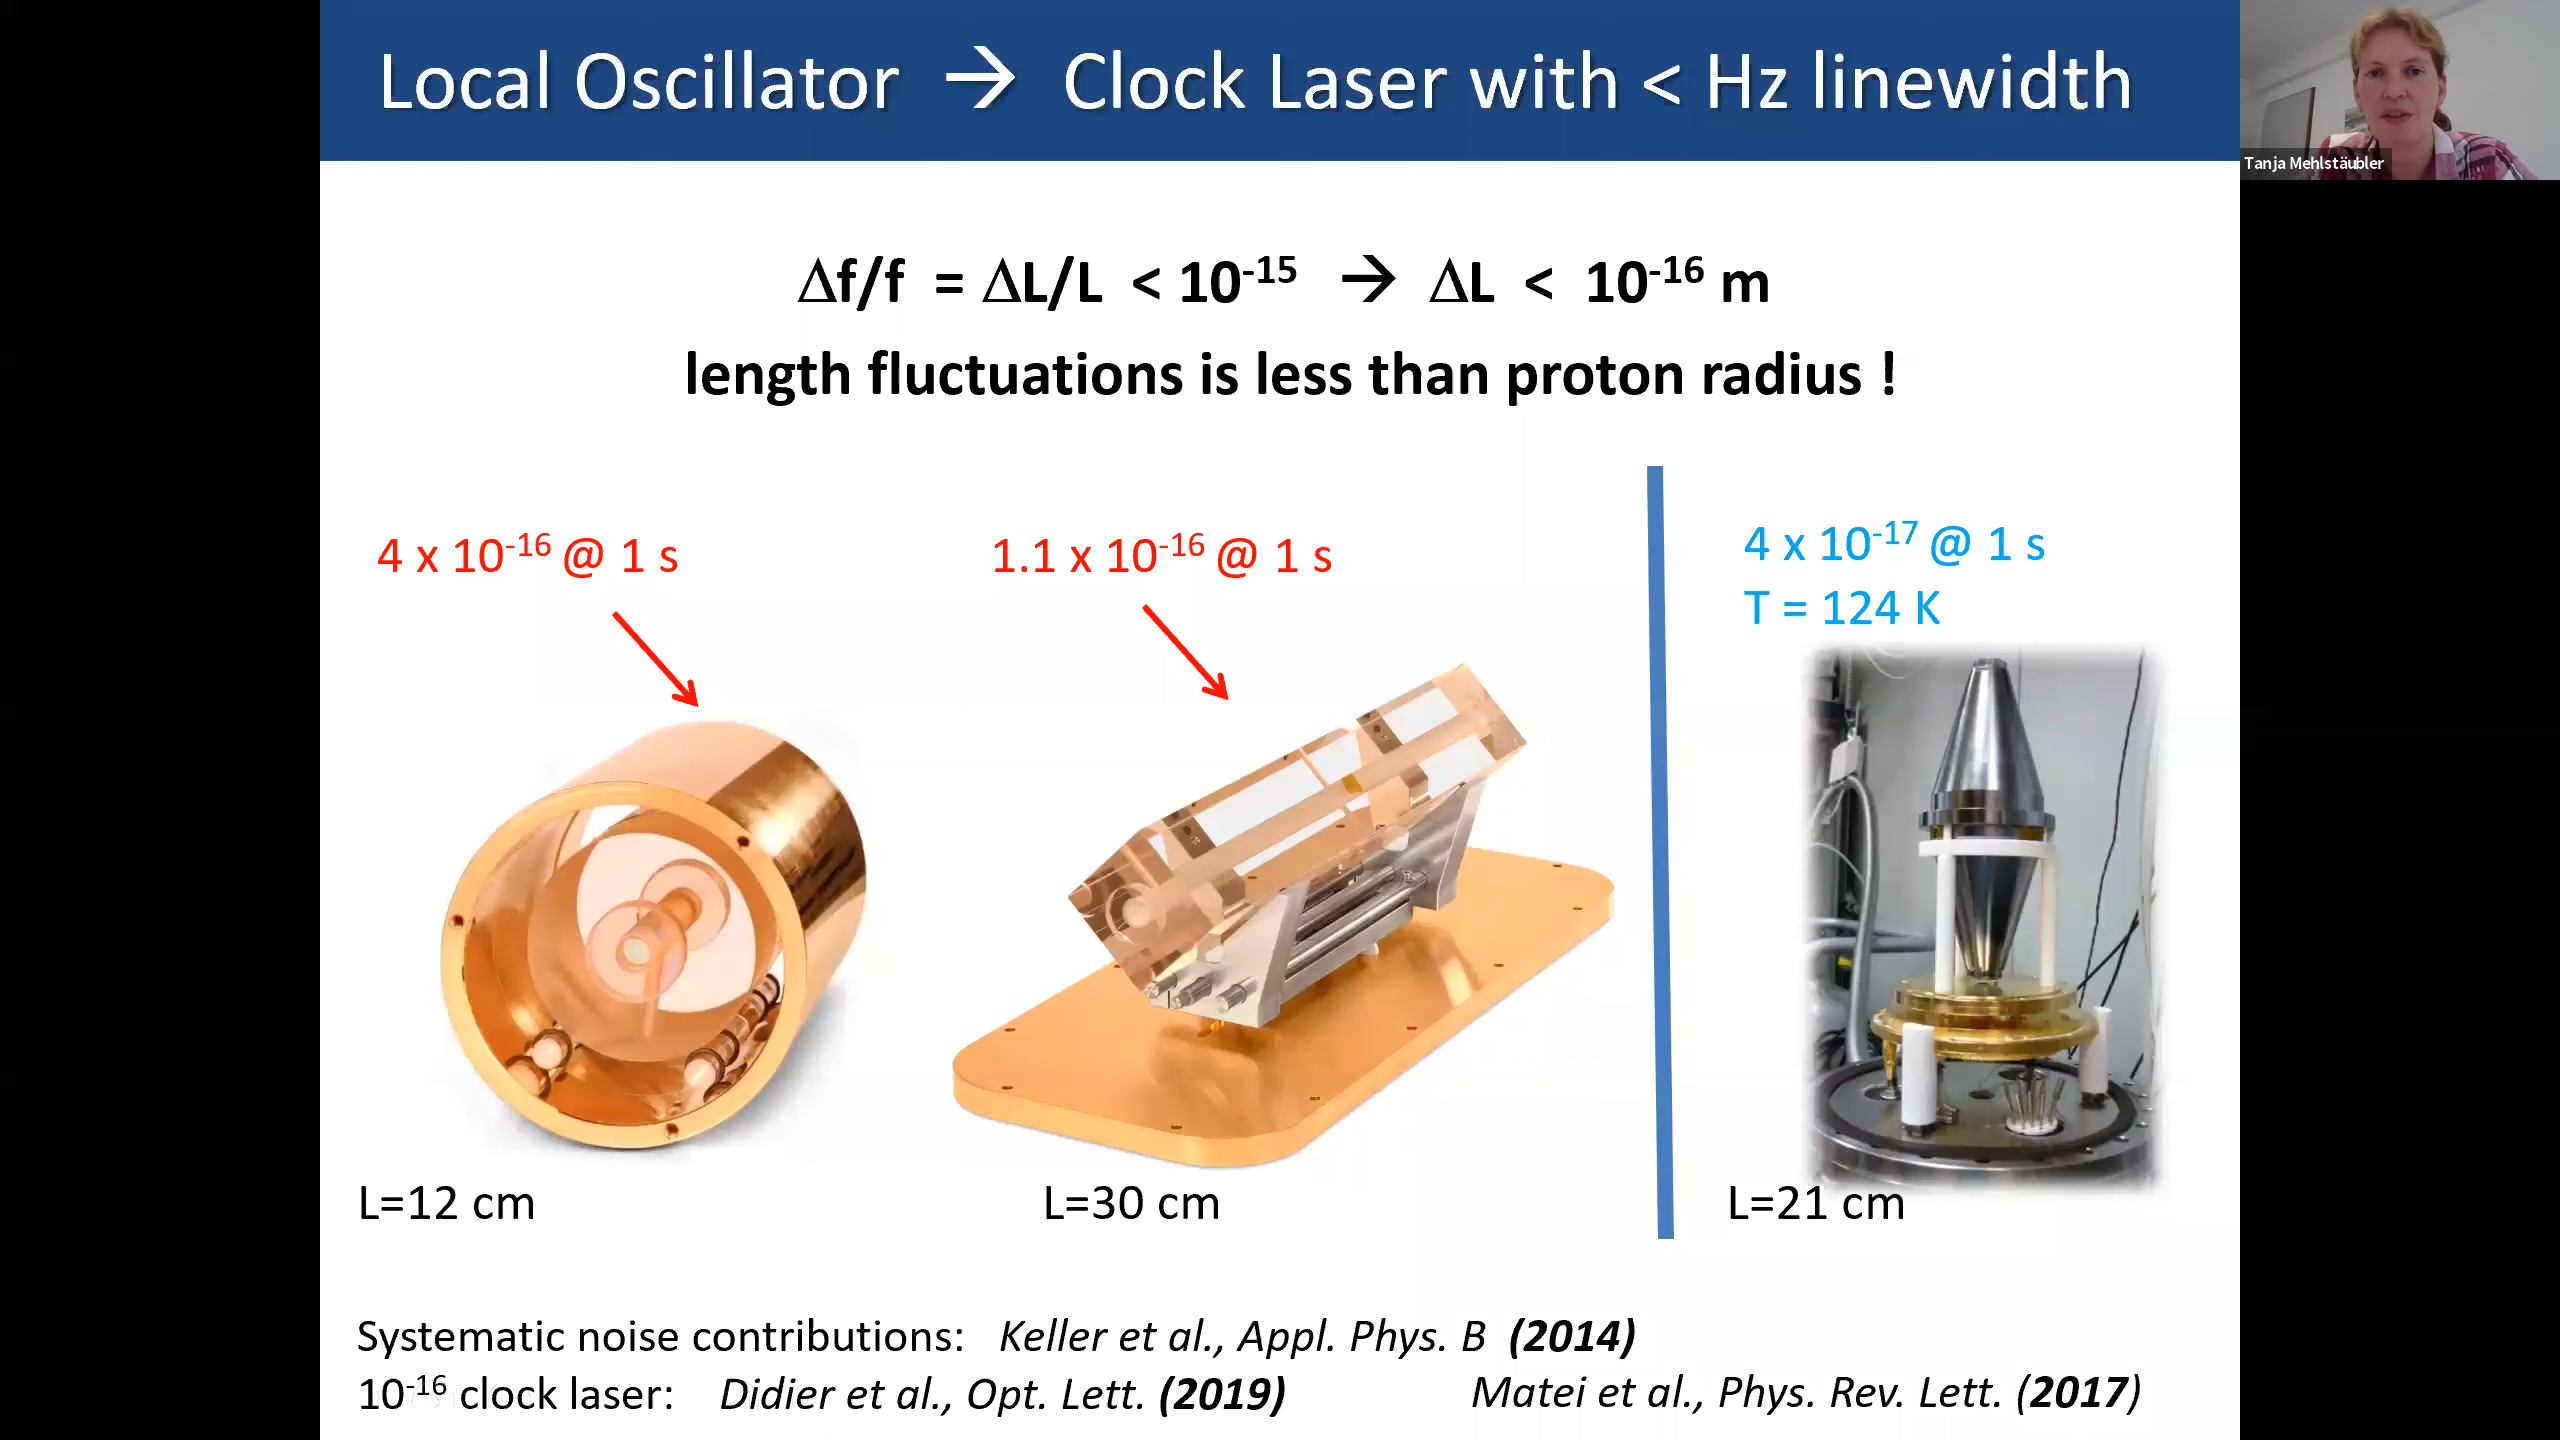 Local Oscillator → Clock Laser with < Hz linewidth
Tanja Mehlstäubler
Δf/f = ΔL/L < 10⁻¹⁵ → ΔL < 10⁻¹⁶ m
length fluctuations is less than proton radius !
4 x 10⁻¹⁶ @ 1 s
1.1 x 10⁻¹⁶ @ 1 s
4 x 10⁻¹⁷ @ 1 s
T = 124 K
L=12 cm
L=30 cm
L=21 cm
Systematic noise contributions: Keller et al., Appl. Phys. B (2014)
10⁻¹⁶ clock laser: Didier et al., Opt. Lett. (2019)
Matei et al., Phys. Rev. Lett. (2017)